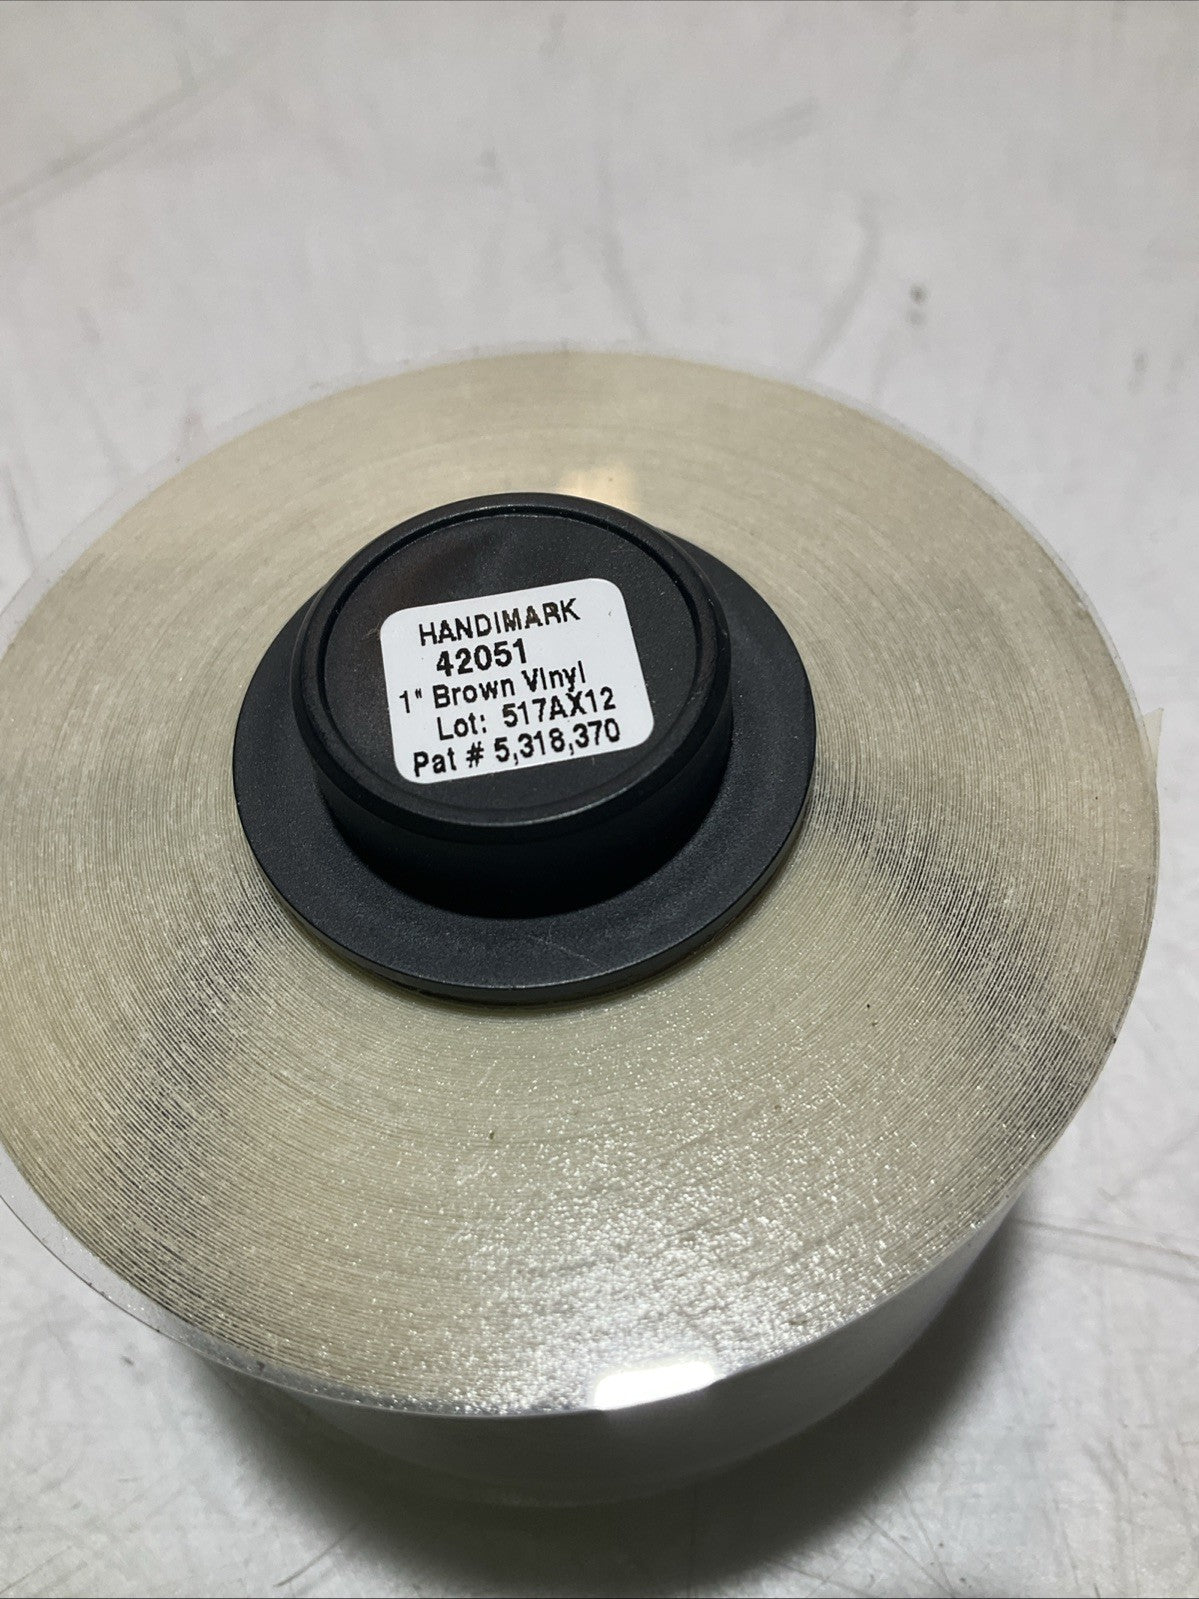 HANDIMARK
42051
1" Brown Vinyl
Lot: 517AX12
Pat # 5,318,370